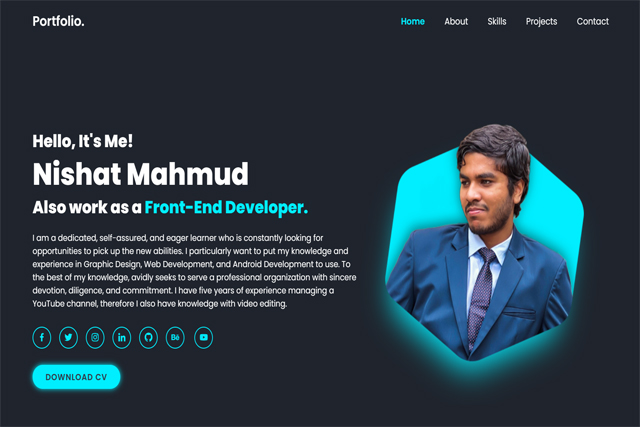 Portfolio.
Home About Skills Projects Contact
Hello, It's Me!
Nishat Mahmud
Also work as a Front-End Developer.
I am a dedicated, self-assured, and eager learner who is constantly looking for
opportunities to pick up the new abilities. I particularly want to put my knowledge and
experience in Graphic Design, Web Development, and Android Development to use. To
the best of my knowledge, avidly seeks to serve a professional organization with sincere
devotion, diligence, and commitment. I have five years of experience managing a
YouTube channel, therefore I also have knowledge with video editing.
DOWNLOAD CV